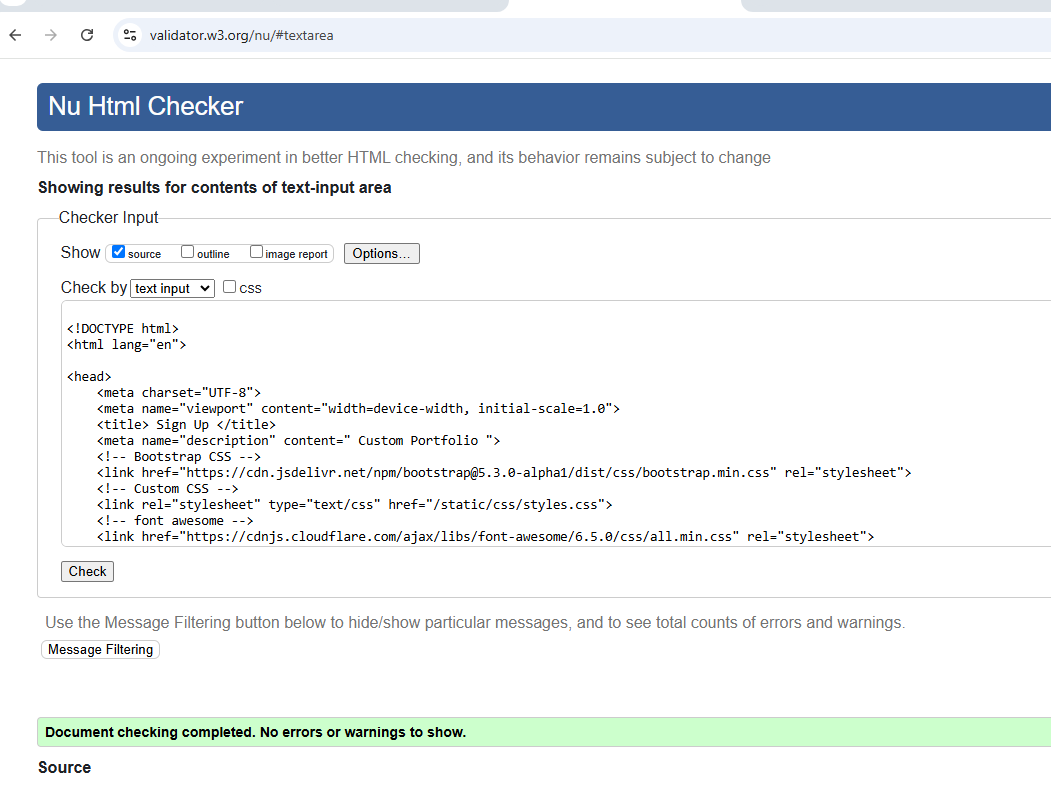 validator.w3.org/nu/#textarea
Nu Html Checker
This tool is an ongoing experiment in better HTML checking, and its behavior remains subject to change
Showing results for contents of text-input area
Checker Input
Show source outline image report Options...
Check by text input css
<!DOCTYPE html>
<html lang="en">
<head>
    <meta charset="UTF-8">
    <meta name="viewport" content="width=device-width, initial-scale=1.0">
    <title> Sign Up </title>
    <meta name="description" content=" Custom Portfolio ">
    <!-- Bootstrap CSS -->
    <link href="https://cdn.jsdelivr.net/npm/bootstrap@5.3.0-alpha1/dist/css/bootstrap.min.css" rel="stylesheet">
    <!-- Custom CSS -->
    <link rel="stylesheet" type="text/css" href="/static/css/styles.css">
    <!-- font awesome -->
    <link href="https://cdnjs.cloudflare.com/ajax/libs/font-awesome/6.5.0/css/all.min.css" rel="stylesheet">
Check
Use the Message Filtering button below to hide/show particular messages, and to see total counts of errors and warnings.
Message Filtering
Document checking completed. No errors or warnings to show.
Source